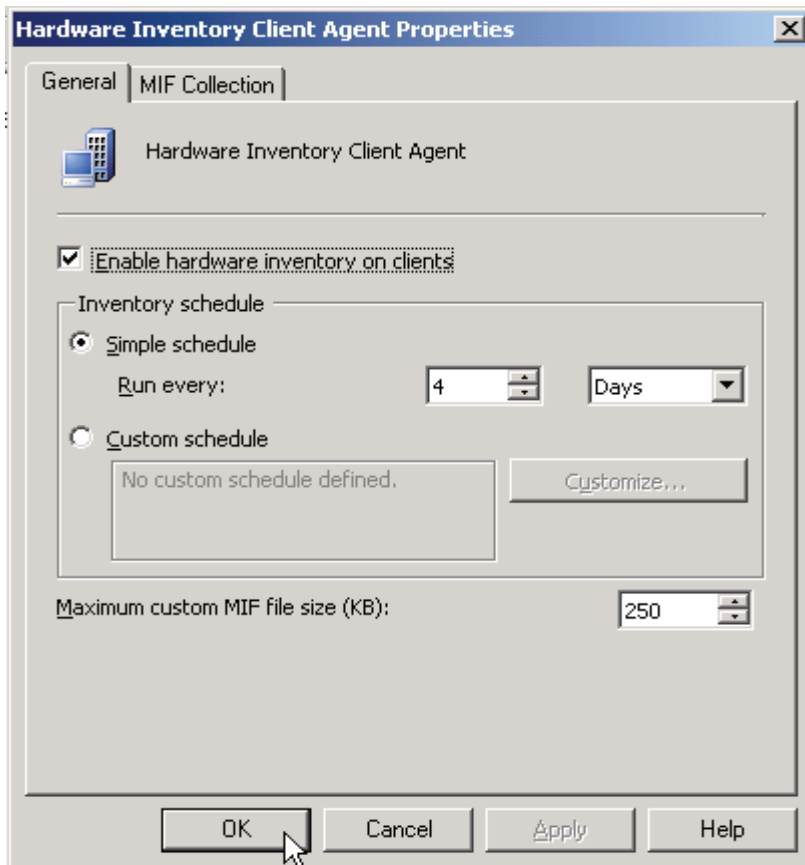 Hardware Inventory Client Agent Properties
General
MIF Collection
Hardware Inventory Client Agent
Enable hardware inventory on clients
Inventory schedule
Simple schedule
Run every: 4 Days
Custom schedule
No custom schedule defined. Customize...
Maximum custom MIF file size (KB): 250
OK Cancel Apply Help